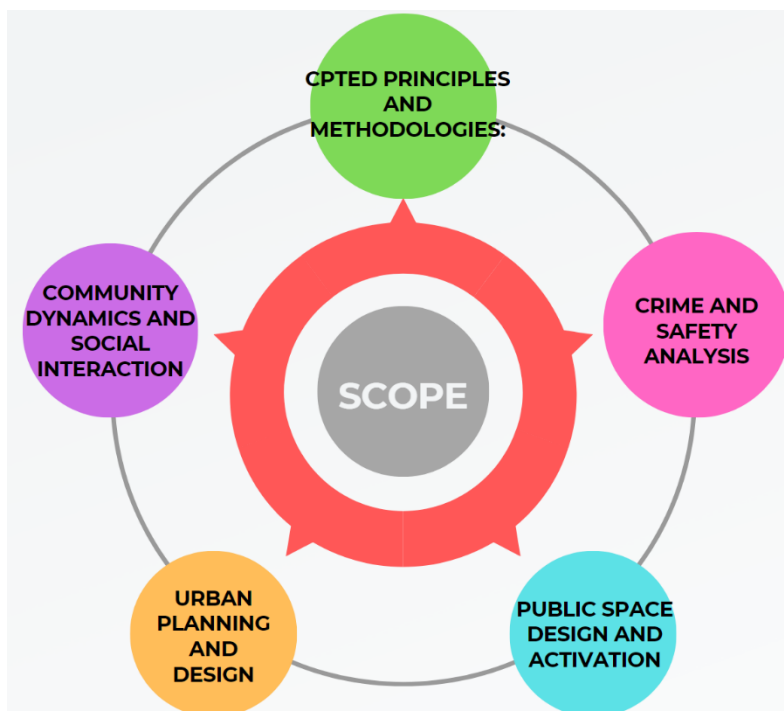 CPTED PRINCIPLES
AND
METHODOLOGIES:
CRIME AND
SAFETY
ANALYSIS
PUBLIC SPACE
DESIGN AND
ACTIVATION
URBAN
PLANNING
AND
DESIGN
COMMUNITY
DYNAMICS AND
SOCIAL
INTERACTION
SCOPE